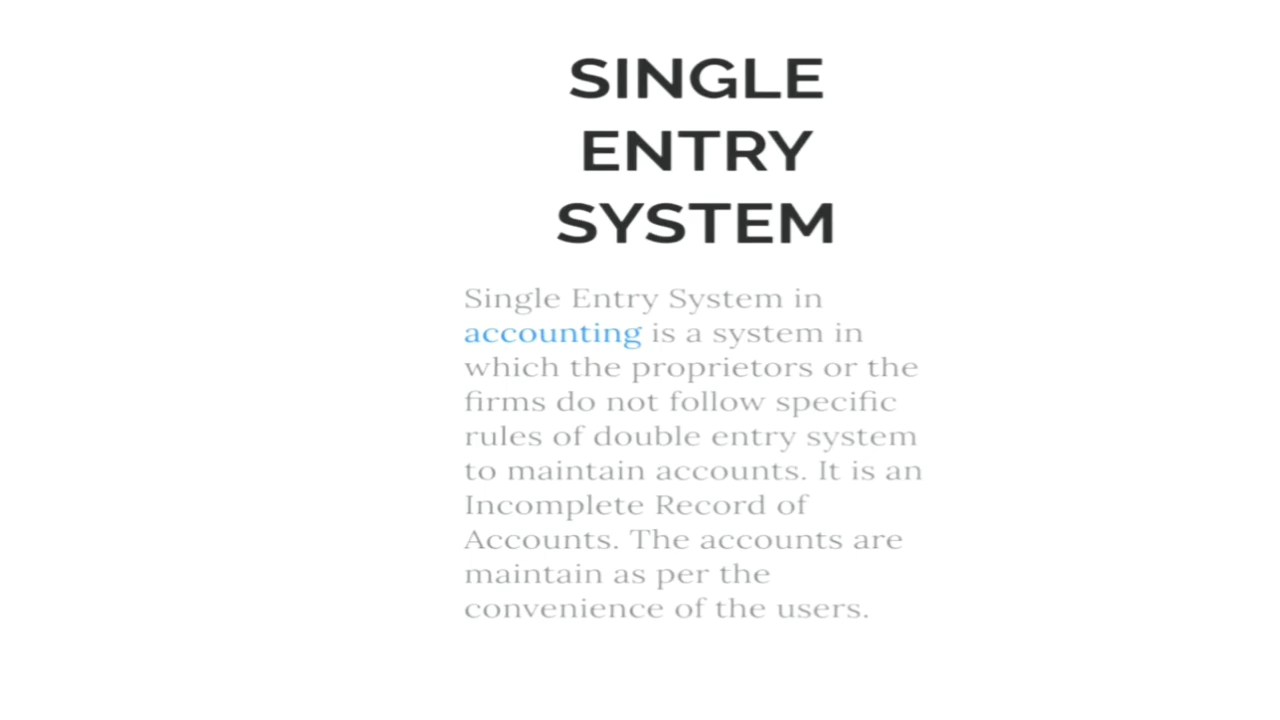 SINGLE
ENTRY
SYSTEM
Single Entry System in
accounting is a system in
which the proprietors or the
firms do not follow specific
rules of double entry system
to maintain accounts. It is an
Incomplete Record of
Accounts. The accounts are
maintain as per the
convenience of the users.